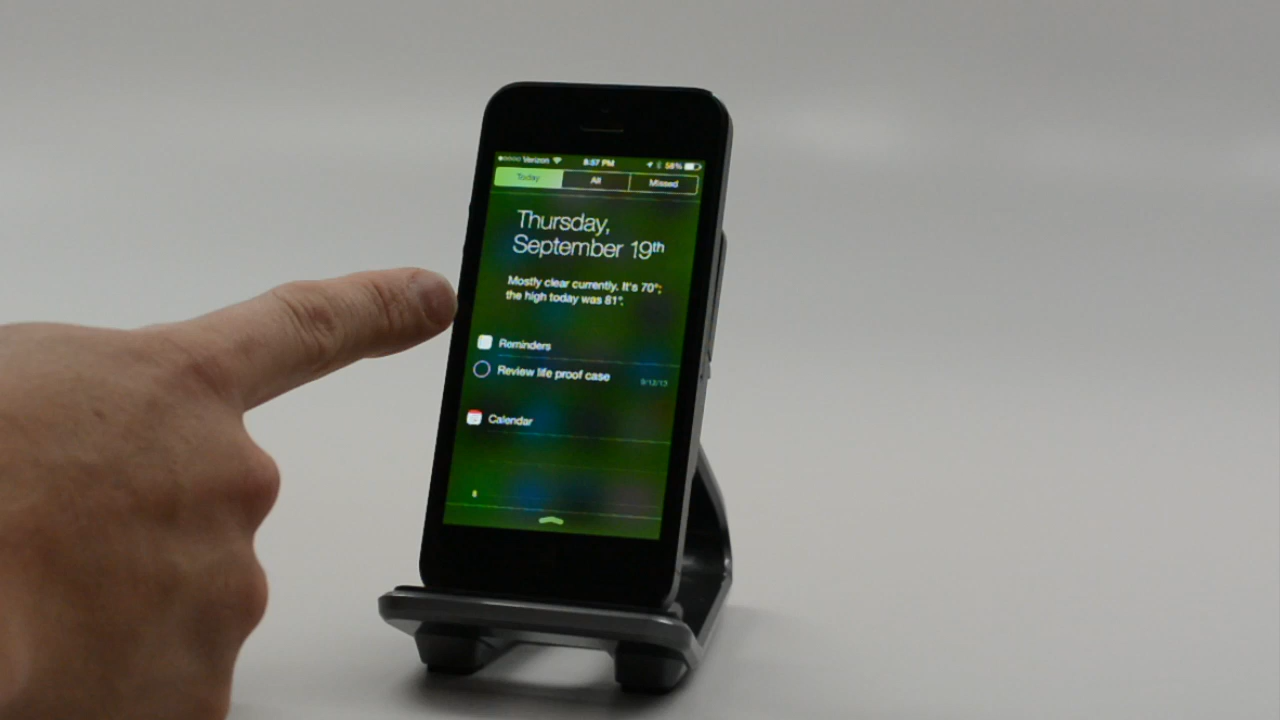 Verizon 8:57 PM 58%
Today All Missed
Thursday,
September 19th
Mostly clear currently. It's 70°;
the high today was 81°.
Reminders
Review life proof case
9/12/13
Calendar
8